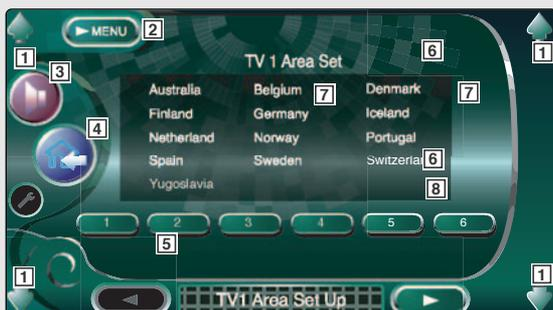 MENU 2
1 6 1
TV 1 Area Set
3
Australia Belgium 7 Denmark 7
Finland Germany Iceland
4
Netherland Norway Portugal
Spain Sweden Switzerlan 6
Yugoslavia 8
1 2 3 4 5 6
5
1 1
TV1 Area Set Up